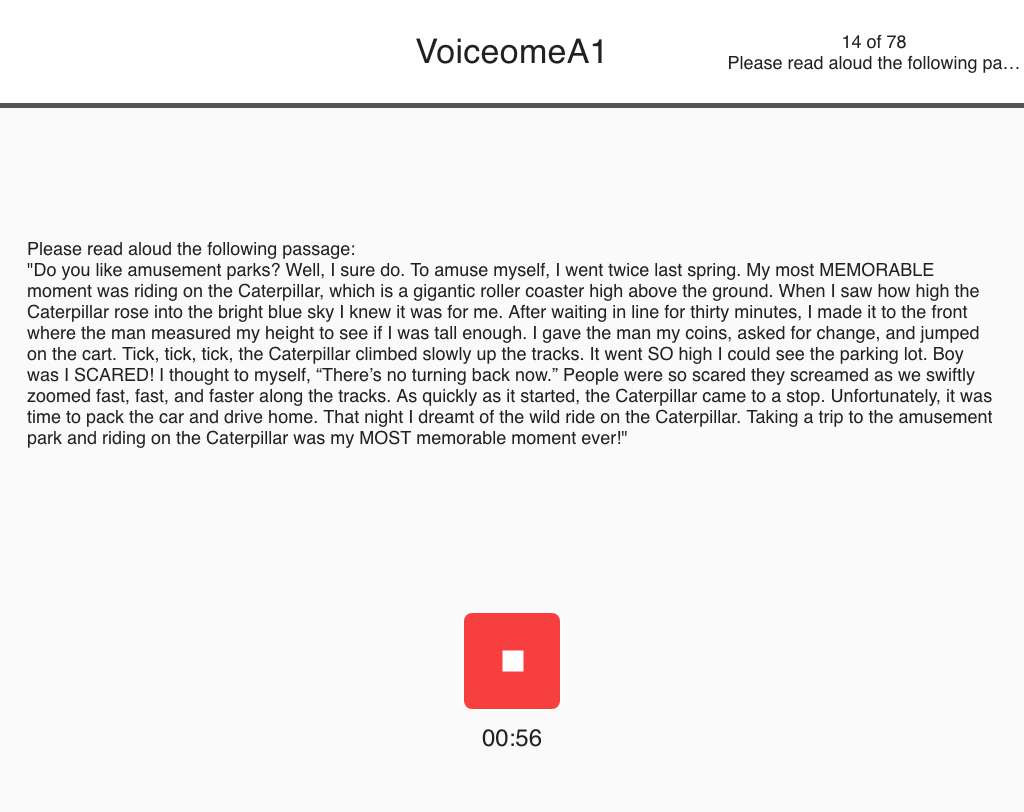 VoiceomeA1
14 of 78
Please read aloud the following pa…
Please read aloud the following passage:
"Do you like amusement parks? Well, I sure do. To amuse myself, I went twice last spring. My most MEMORABLE
moment was riding on the Caterpillar, which is a gigantic roller coaster high above the ground. When I saw how high the
Caterpillar rose into the bright blue sky I knew it was for me. After waiting in line for thirty minutes, I made it to the front
where the man measured my height to see if I was tall enough. I gave the man my coins, asked for change, and jumped
on the cart. Tick, tick, tick, the Caterpillar climbed slowly up the tracks. It went SO high I could see the parking lot. Boy
was I SCARED! I thought to myself, “There’s no turning back now.” People were so scared they screamed as we swiftly
zoomed fast, fast, and faster along the tracks. As quickly as it started, the Caterpillar came to a stop. Unfortunately, it was
time to pack the car and drive home. That night I dreamt of the wild ride on the Caterpillar. Taking a trip to the amusement
park and riding on the Caterpillar was my MOST memorable moment ever!"
00:56